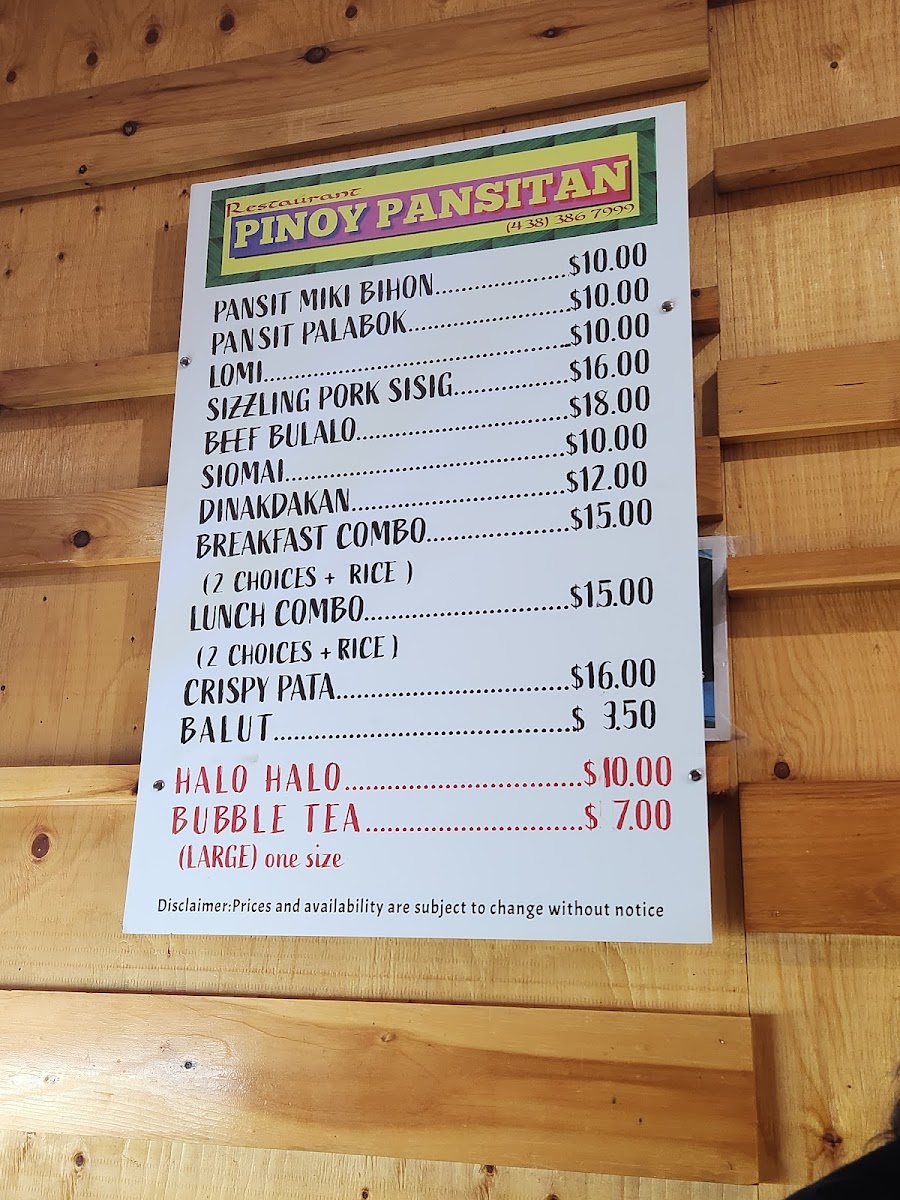 Restaurant
PINOY PANSITAN
(438) 386 7999
PANSIT MIKI BIHON....................$10.00
PANSIT PALABOK.........................$10.00
LOMI................................................$10.00
SIZZLING PORK SISIG.................$16.00
BEEF BULALO................................$18.00
SIOMAI...........................................$10.00
DINAKDAKAN................................$12.00
BREAKFAST COMBO.....................$15.00
(2 CHOICES + RICE )
LUNCH COMBO..............................$15.00
(2 CHOICES + RICE )
CRISPY PATA.................................$16.00
BALUT...........................................$ 3.50
HALO HALO..................................$10.00
BUBBLE TEA...............................$ 7.00
(LARGE) one size
Disclaimer:Prices and availability are subject to change without notice